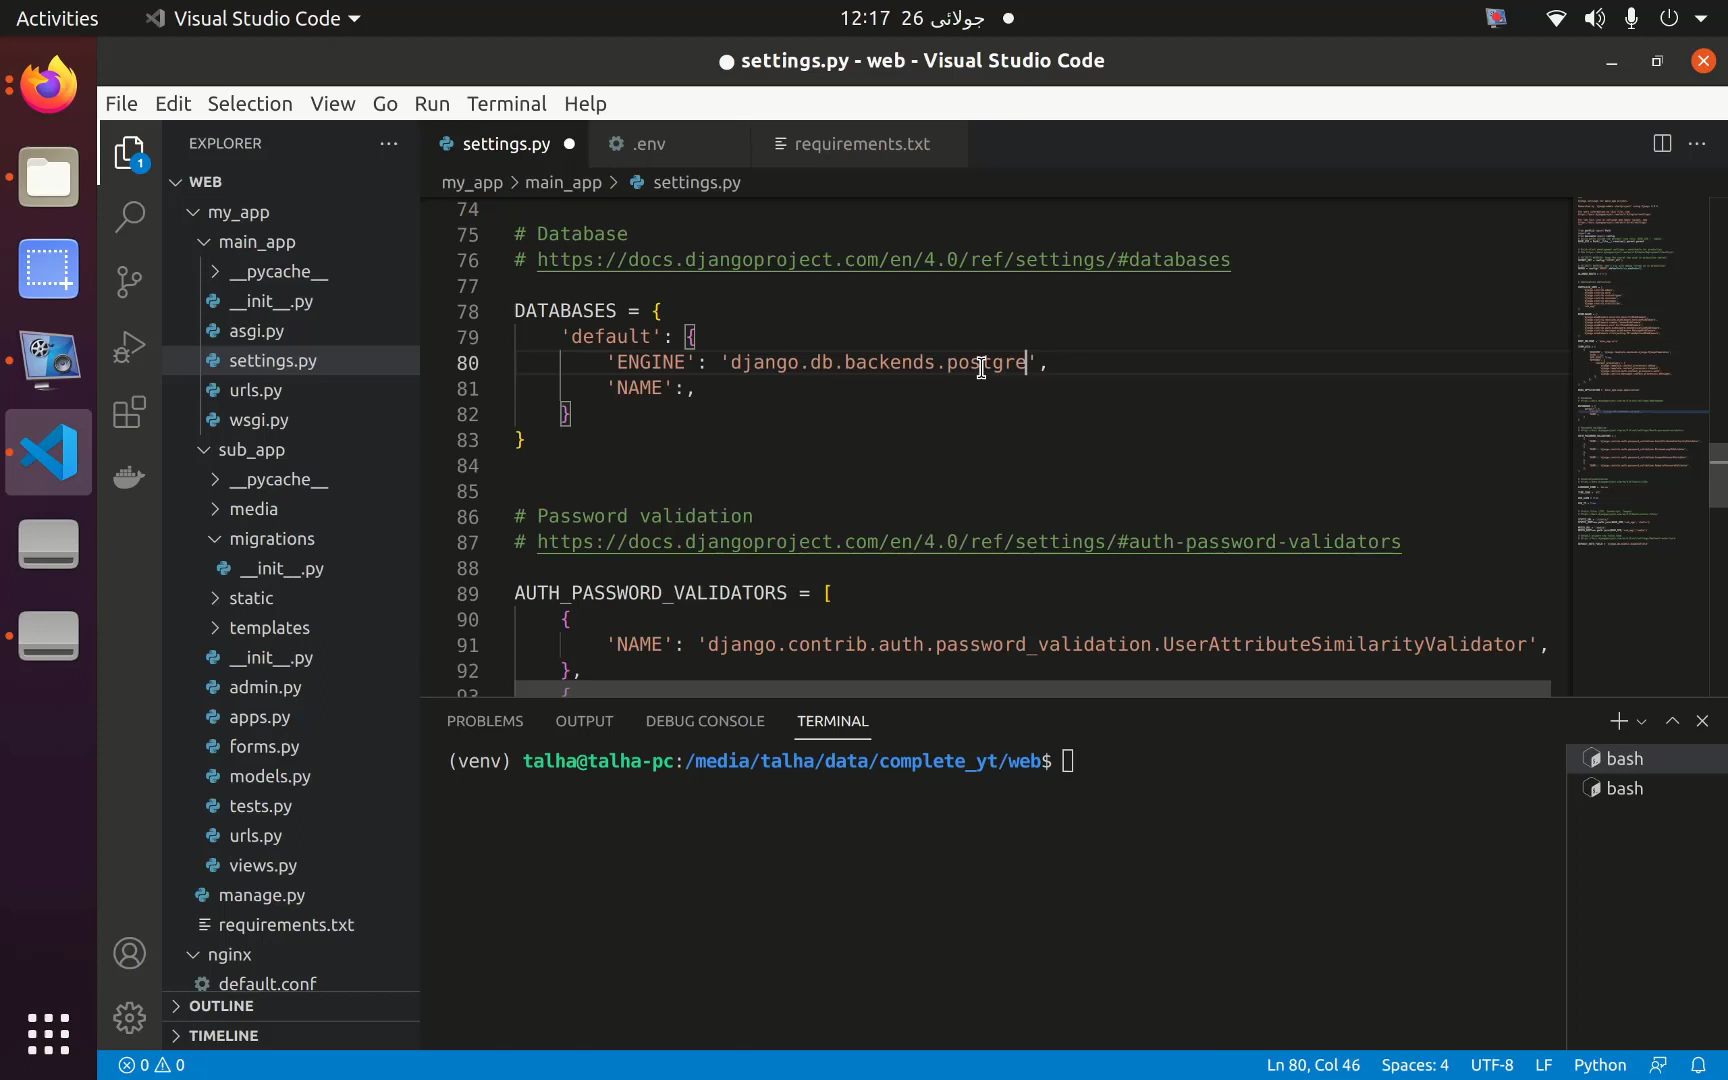 Activities
Visual Studio Code
12:17 26 جولائی
settings.py - web - Visual Studio Code
File Edit Selection View Go Run Terminal Help
EXPLORER
1
WEB
my_app
main_app
__pycache__
__init__.py
asgi.py
settings.py
urls.py
wsgi.py
sub_app
__pycache__
media
migrations
__init__.py
static
templates
__init__.py
admin.py
apps.py
forms.py
models.py
tests.py
urls.py
views.py
manage.py
requirements.txt
nginx
default.conf
OUTLINE
TIMELINE
settings.py
.env
requirements.txt
my_app > main_app > settings.py
74
75 # Database
76 # https://docs.djangoproject.com/en/4.0/ref/settings/#databases
77
78 DATABASES = {
79 'default': {
80 'ENGINE': 'django.db.backends.postgre',
81 'NAME':,
82 }
83 }
84
85
86 # Password validation
87 # https://docs.djangoproject.com/en/4.0/ref/settings/#auth-password-validators
88
89 AUTH_PASSWORD_VALIDATORS = [
90 {
91 'NAME': 'django.contrib.auth.password_validation.UserAttributeSimilarityValidator',
92 },
93 {
PROBLEMS OUTPUT DEBUG CONSOLE TERMINAL
(venv) talha@talha-pc:/media/talha/data/complete_yt/web$
bash
bash
0 0
Ln 80, Col 46 Spaces: 4 UTF-8 LF Python